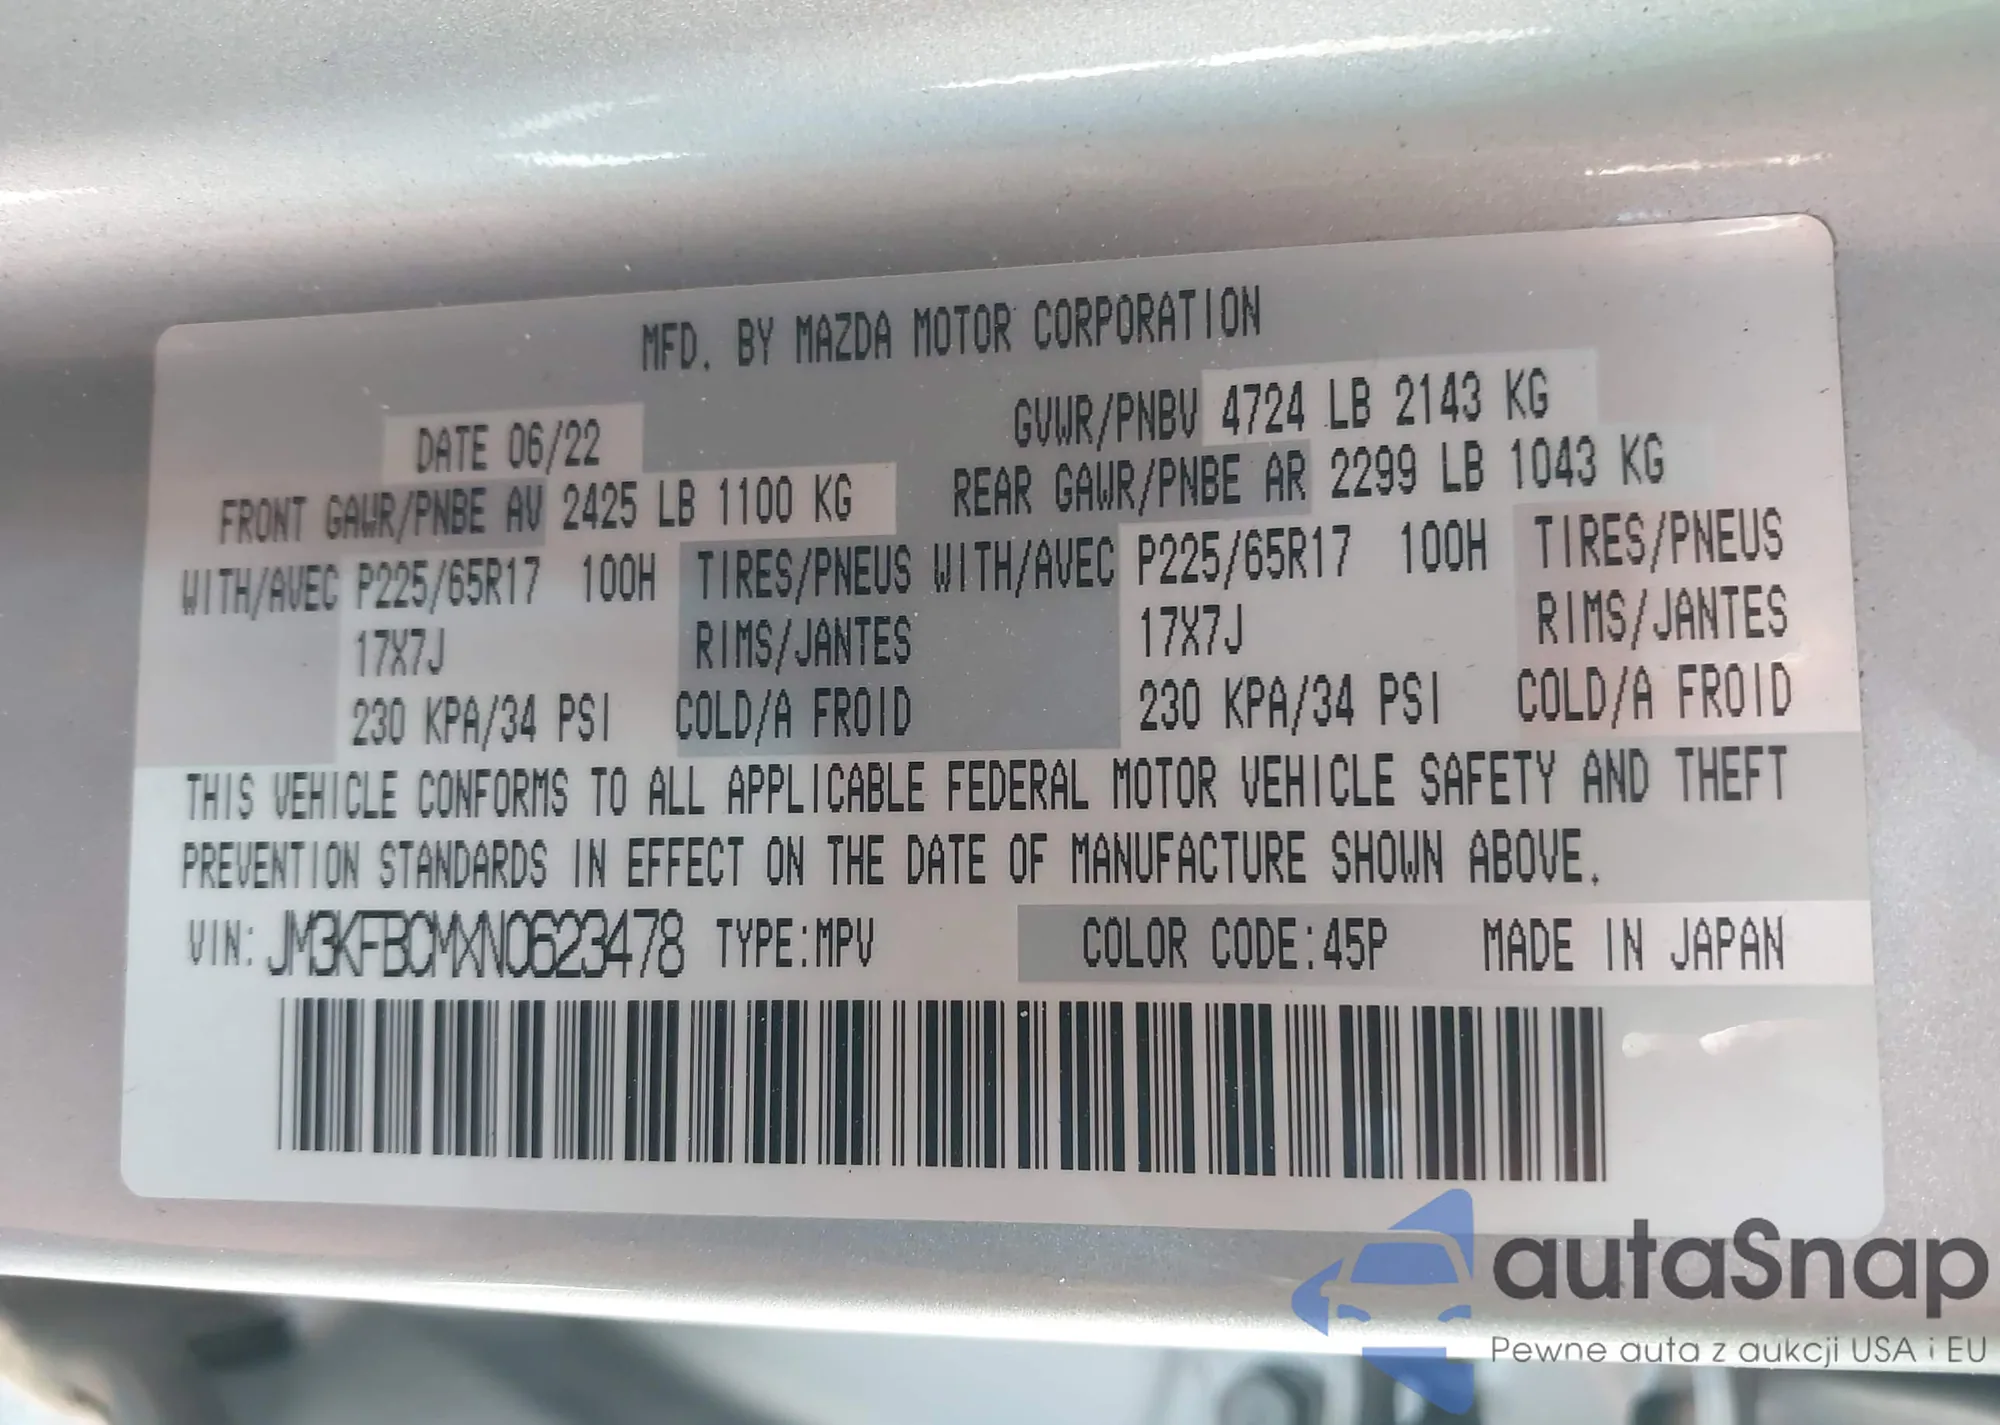 MFD. BY MAZDA MOTOR CORPORATION
DATE 06/22 GVWR/PNBV 4724 LB 2143 KG
FRONT GAWR/PNBE AV 2425 LB 1100 KG REAR GAWR/PNBE AR 2299 LB 1043 KG
WITH/AVEC P225/65R17 100H TIRES/PNEUS WITH/AVEC P225/65R17 100H TIRES/PNEUS
17X7J RIMS/JANTES 17X7J RIMS/JANTES
230 KPA/34 PSI COLD/A FROID 230 KPA/34 PSI COLD/A FROID
THIS VEHICLE CONFORMS TO ALL APPLICABLE FEDERAL MOTOR VEHICLE SAFETY AND THEFT
PREVENTION STANDARDS IN EFFECT ON THE DATE OF MANUFACTURE SHOWN ABOVE.
VIN: JM3KFBCMXN0623478 TYPE:MPV COLOR CODE:45P MADE IN JAPAN
autaSnap
Pewne auta z aukcji USA i EU